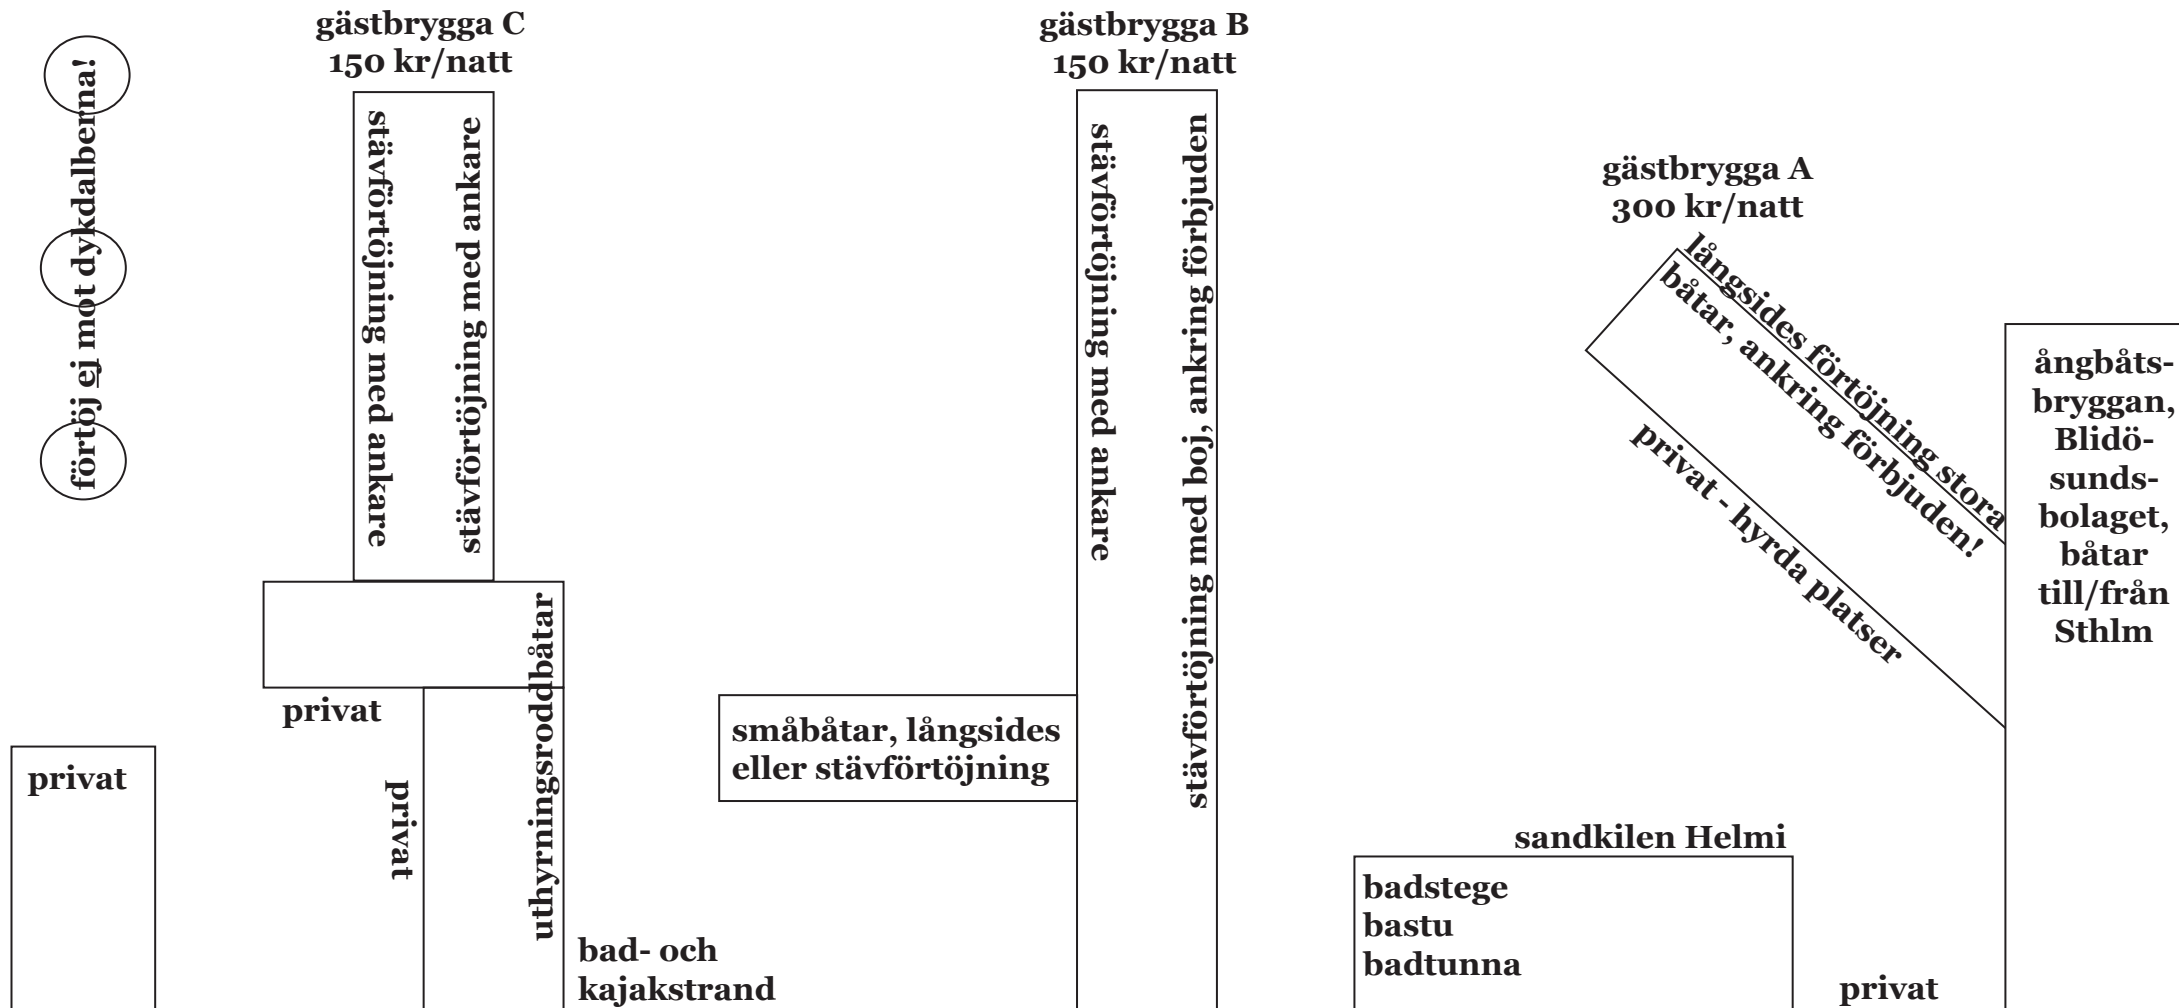 förtöj ej mot dykdalberna!
gästbrygga C
150 kr/natt
stävförtöjning med ankare
stävförtöjning med ankare
uthyrningsroddbåtar
privat
privat
privat
bad- och
kajakstrand
gästbrygga B
150 kr/natt
stävförtöjning med ankare
stävförtöjning med boj, ankring förbjuden
småbåtar, långsides
eller stävförtöjning
gästbrygga A
300 kr/natt
långsides förtöjning stora
båtar, ankring förbjuden!
privat - hyrda platser
ångbåts-
bryggan,
Blidö-
sunds-
bolaget,
båtar
till/från
Sthlm
sandkilen Helmi
badstege
bastu
badtunna
privat